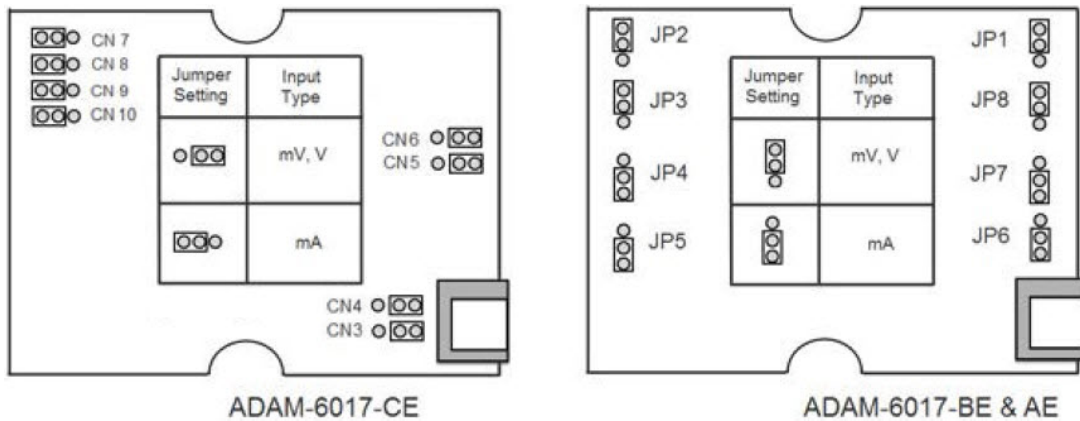 CN 7
CN 8
CN 9
CN 10
Jumper
Setting
Input
Type
mV, V
mA
CN6
CN5
CN4
CN3
ADAM-6017-CE
JP2
JP3
JP4
JP5
Jumper
Setting
Input
Type
mV, V
mA
JP1
JP8
JP7
JP6
ADAM-6017-BE & AE